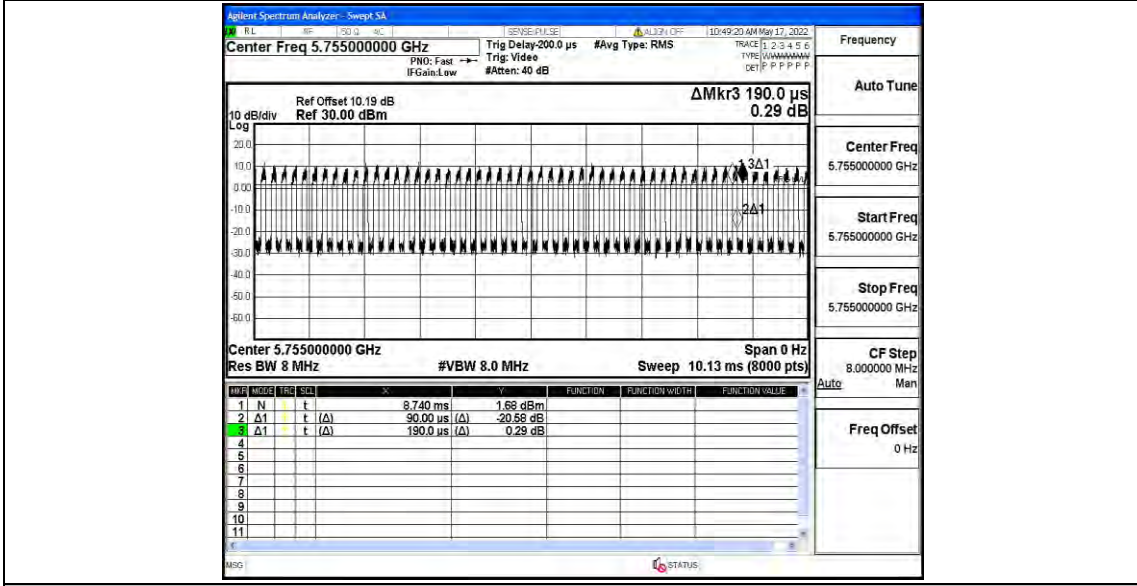 Agilent Spectrum Analyzer - Swept SA
RL RF 50 Ω AC SENSE:PULSE ALIGN OFF 10:49:20 AM May 17, 2022
Center Freq 5.755000000 GHz
Trig Delay-200.0 µs #Avg Type: RMS
TRACE 1 2 3 4 5 6
PNO: Fast Trig: Video
TYPE WWWWWW
IFGain:Low #Atten: 40 dB
DET P P P P P P
ΔMkr3 190.0 µs
0.29 dB
Ref Offset 10.19 dB
10 dB/div Ref 30.00 dBm
Log
20.0
10.0
0.00
-10.0
-20.0
-30.0
-40.0
-50.0
-60.0
1 3Δ1
2Δ1
Center 5.755000000 GHz Span 0 Hz
Res BW 8 MHz #VBW 8.0 MHz Sweep 10.13 ms (8000 pts)
MKR MODE TRC SCL X Y FUNCTION FUNCTION WIDTH FUNCTION VALUE
1 N t 8.740 ms 1.68 dBm
2 Δ1 t (Δ) 90.00 µs (Δ) -20.58 dB
3 Δ1 t (Δ) 190.0 µs (Δ) 0.29 dB
4
5
6
7
8
9
10
11
MSG STATUS
Frequency
Auto Tune
Center Freq
5.755000000 GHz
Start Freq
5.755000000 GHz
Stop Freq
5.755000000 GHz
CF Step
8.000000 MHz
Auto Man
Freq Offset
0 Hz